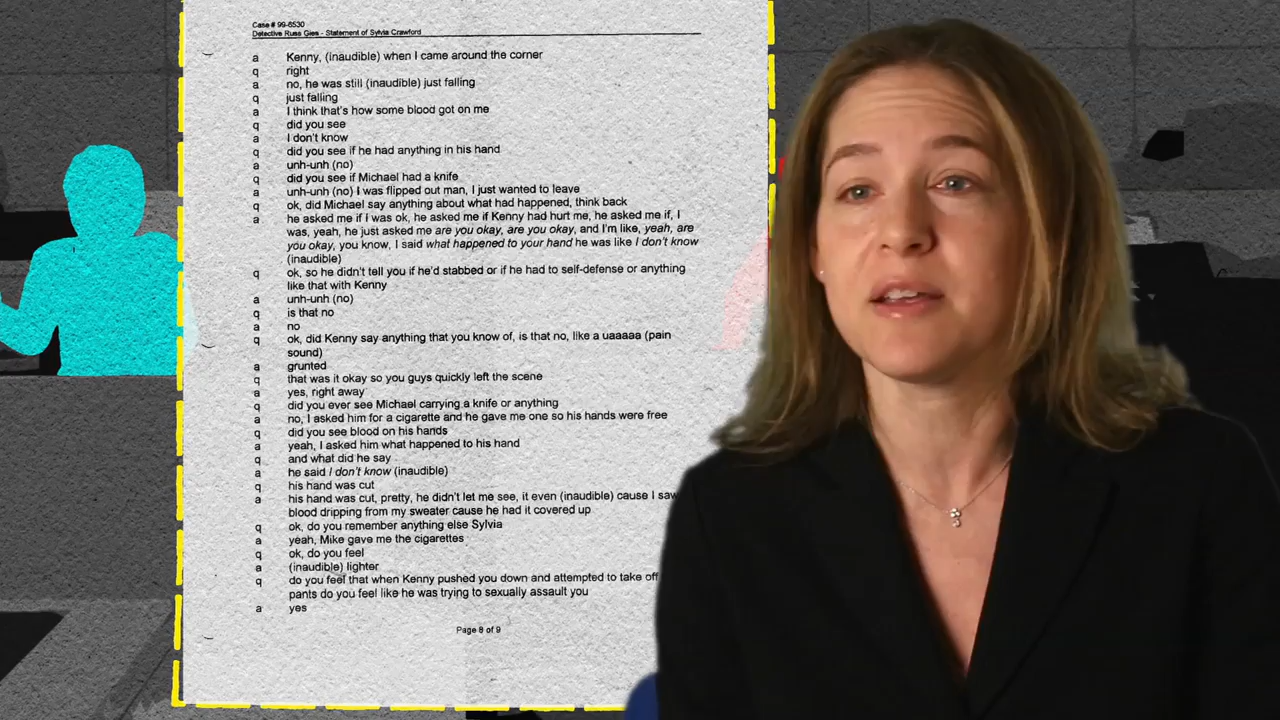 Case # 99-6530
Detective Russ Gies - Statement of Sylvia Crawford
a Kenny, (inaudible) when I came around the corner
q right
a no, he was still (inaudible) just falling
q just falling
a I think that's how some blood got on me
q did you see
a I don't know
q did you see if he had anything in his hand
a unh-unh (no)
q did you see if Michael had a knife
a unh-unh (no) I was flipped out man, I just wanted to leave
q ok, did Michael say anything about what had happened, think back
a he asked me if I was ok, he asked me if Kenny had hurt me, he asked me if, I
was, yeah, he just asked me are you okay, are you okay, and I'm like, yeah, are
you okay, you know, I said what happened to your hand he was like I don't know
(inaudible)
q ok, so he didn't tell you if he'd stabbed or if he had to self-defense or anything
like that with Kenny
a unh-unh (no)
q is that no
a no
q ok, did Kenny say anything that you know of, is that no, like a uaaaaa (pain
sound)
a grunted
q that was it okay so you guys quickly left the scene
a yes, right away
q did you ever see Michael carrying a knife or anything
a no, I asked him for a cigarette and he gave me one so his hands were free
q did you see blood on his hands
a yeah, I asked him what happened to his hand
q and what did he say
a he said I don't know (inaudible)
q his hand was cut
a his hand was cut, pretty, he didn't let me see, it even (inaudible) cause I saw
blood dripping from my sweater cause he had it covered up
q ok, do you remember anything else Sylvia
a yeah, Mike gave me the cigarettes
q ok, do you feel
a (inaudible) lighter
q do you feel that when Kenny pushed you down and attempted to take off
pants do you feel like he was trying to sexually assault you
a yes
Page 8 of 9